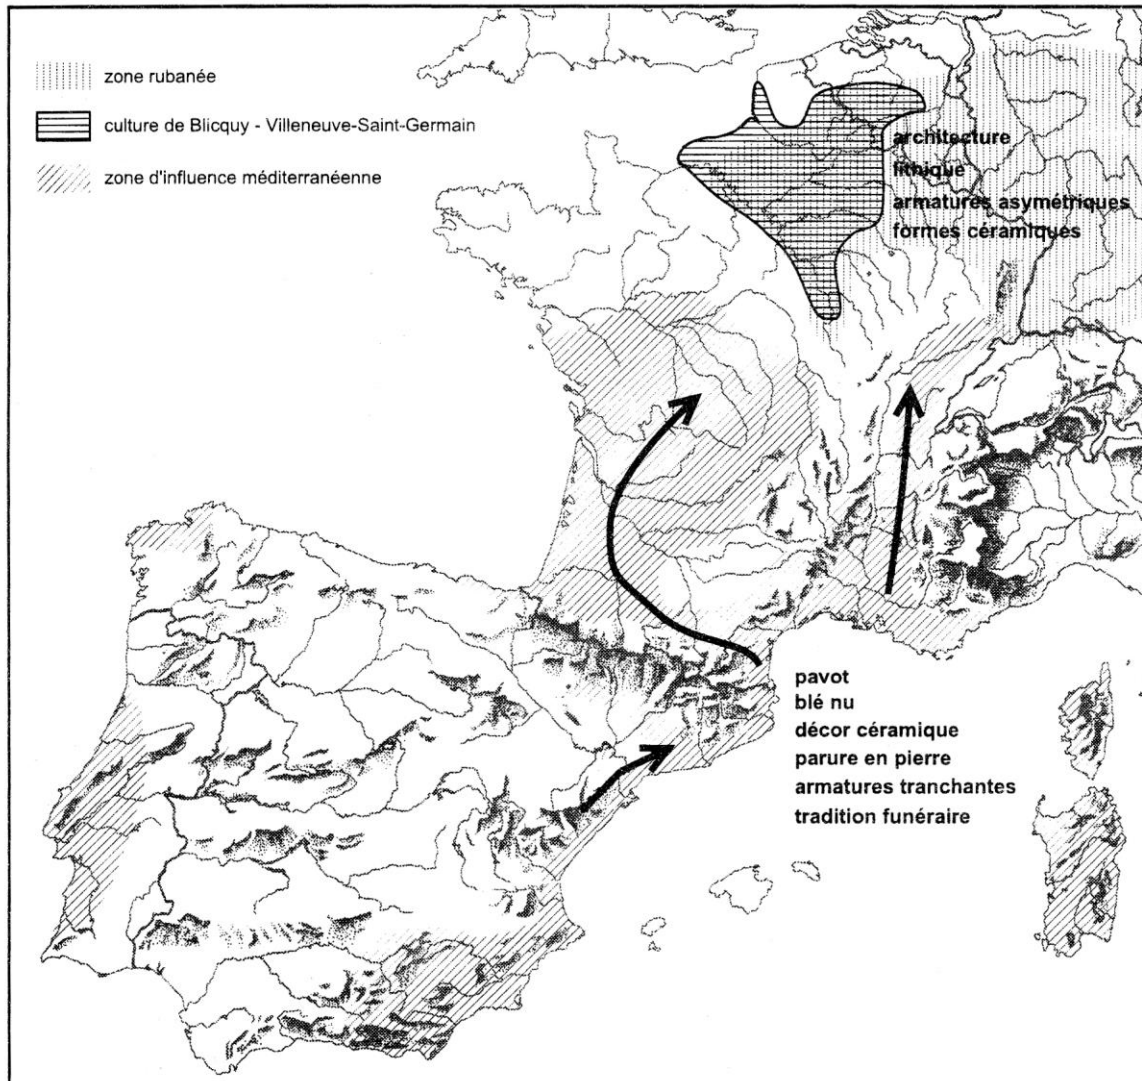 zone rubanée
culture de Blicquy - Villeneuve-Saint-Germain
zone d'influence méditerranéenne
architecture
lithique
armatures asymétriques
formes céramiques
pavot
blé nu
décor céramique
parure en pierre
armatures tranchantes
tradition funéraire